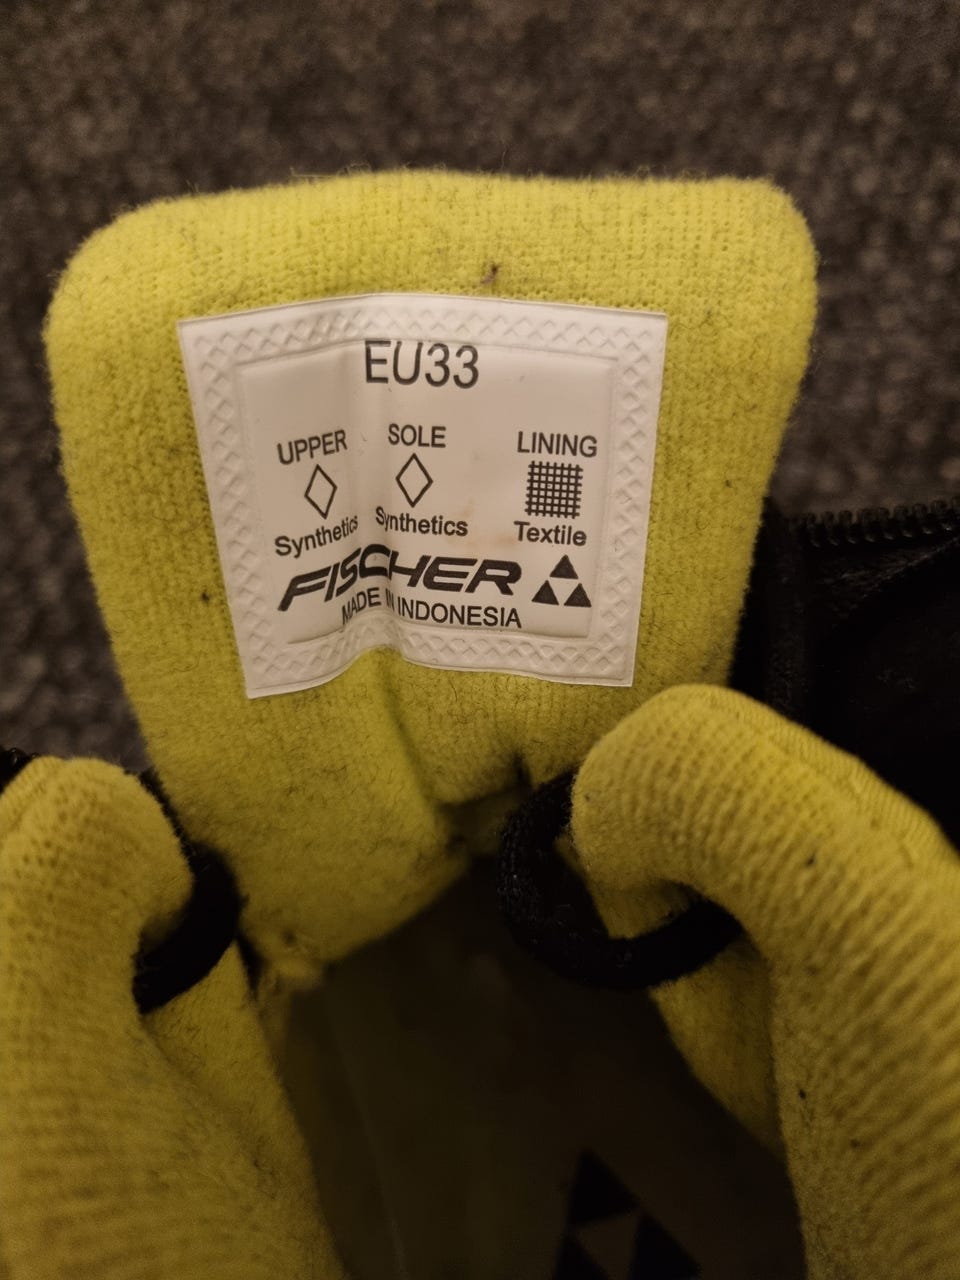 EU33
UPPER SOLE LINING
Synthetics Synthetics Textile
FISCHER
MADE IN INDONESIA